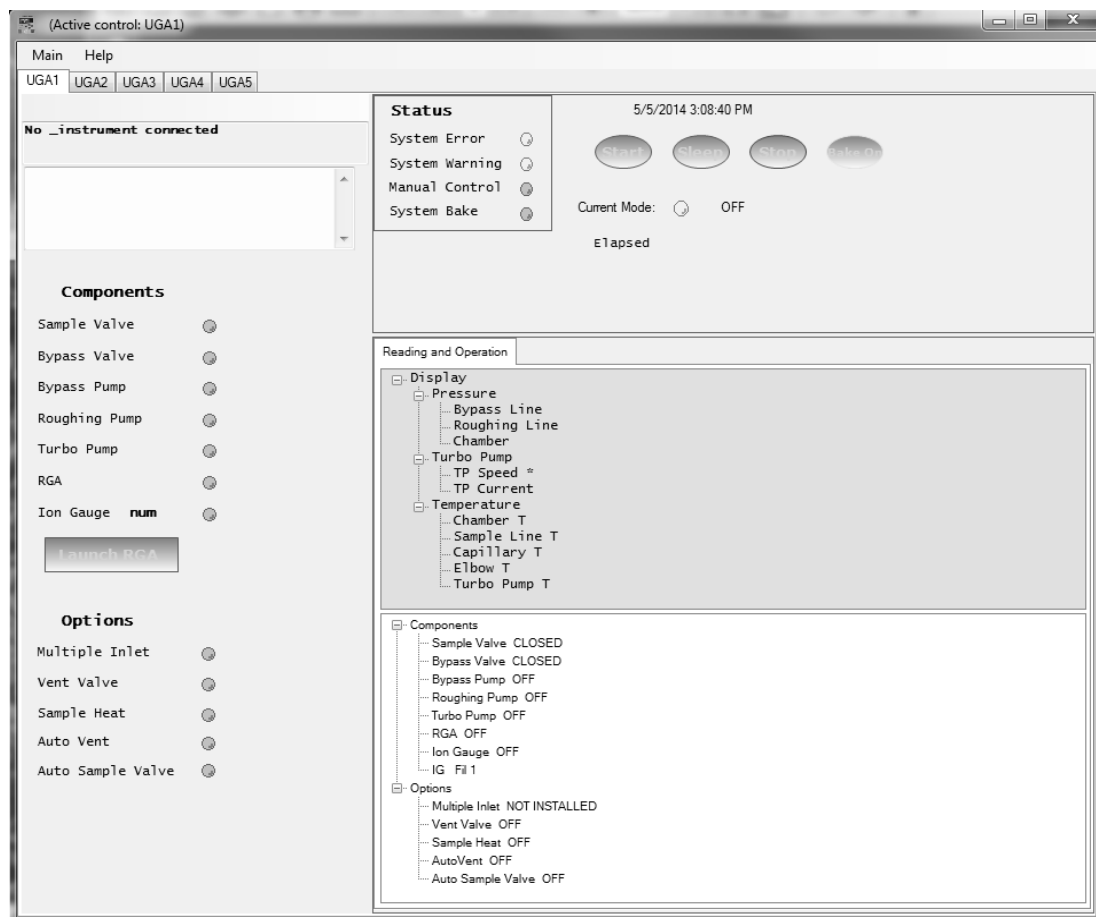 (Active control: UGA1)
Main Help
UGA1 UGA2 UGA3 UGA4 UGA5
No _instrument connected
Components
Sample Valve
Bypass Valve
Bypass Pump
Roughing Pump
Turbo Pump
RGA
Ion Gauge num
Launch RGA
Options
Multiple Inlet
Vent Valve
Sample Heat
Auto Vent
Auto Sample Valve
Status
System Error
System Warning
Manual Control
System Bake
5/5/2014 3:08:40 PM
Start Sleep Stop Bake On
Current Mode: OFF
Elapsed
Reading and Operation
Display
Pressure
Bypass Line
Roughing Line
Chamber
Turbo Pump
TP Speed *
TP Current
Temperature
Chamber T
Sample Line T
Capillary T
Elbow T
Turbo Pump T
Components
Sample Valve CLOSED
Bypass Valve CLOSED
Bypass Pump OFF
Roughing Pump OFF
Turbo Pump OFF
RGA OFF
Ion Gauge OFF
IG Fil 1
Options
Multiple Inlet NOT INSTALLED
Vent Valve OFF
Sample Heat OFF
AutoVent OFF
Auto Sample Valve OFF